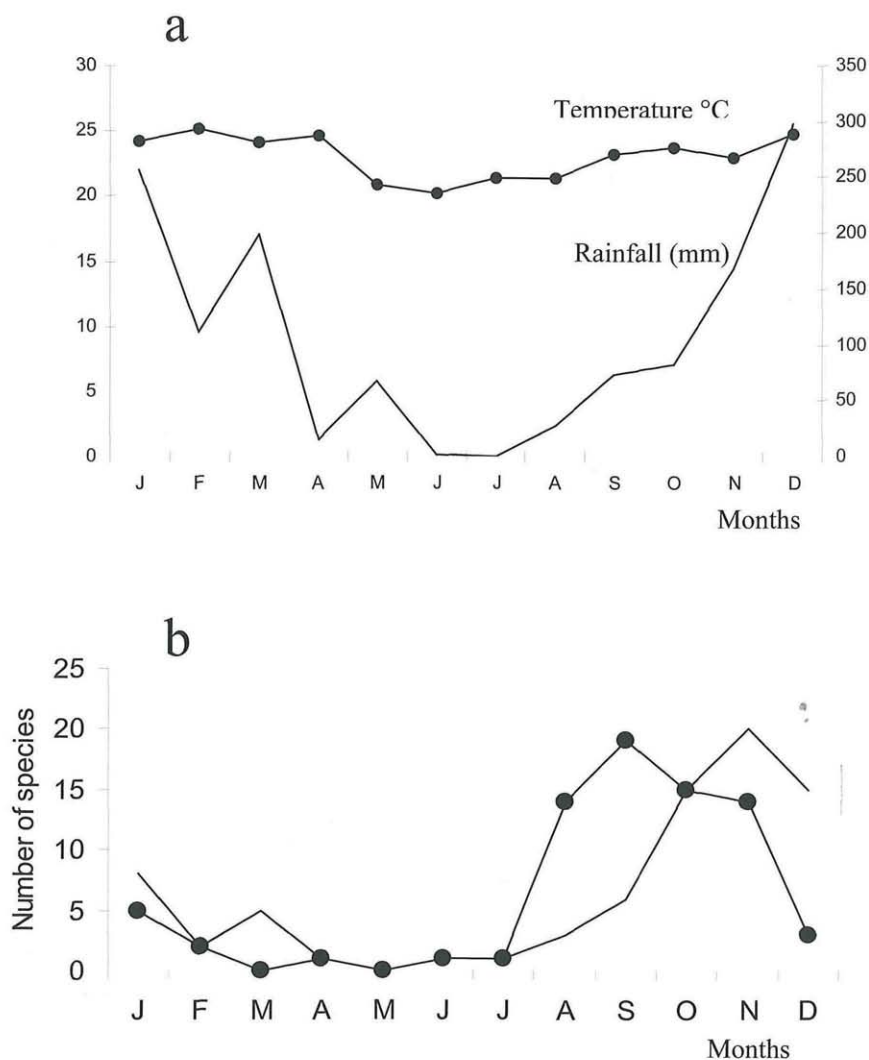 a
30 350
25 Temperature °C 300
250
20
200
15 Rainfall (mm)
150
10
100
5
50
0 0
J F M A M J J A S O N D
Months
b
25
20
15
10
5
0
Number of species
J F M A M J J A S O N D
Months